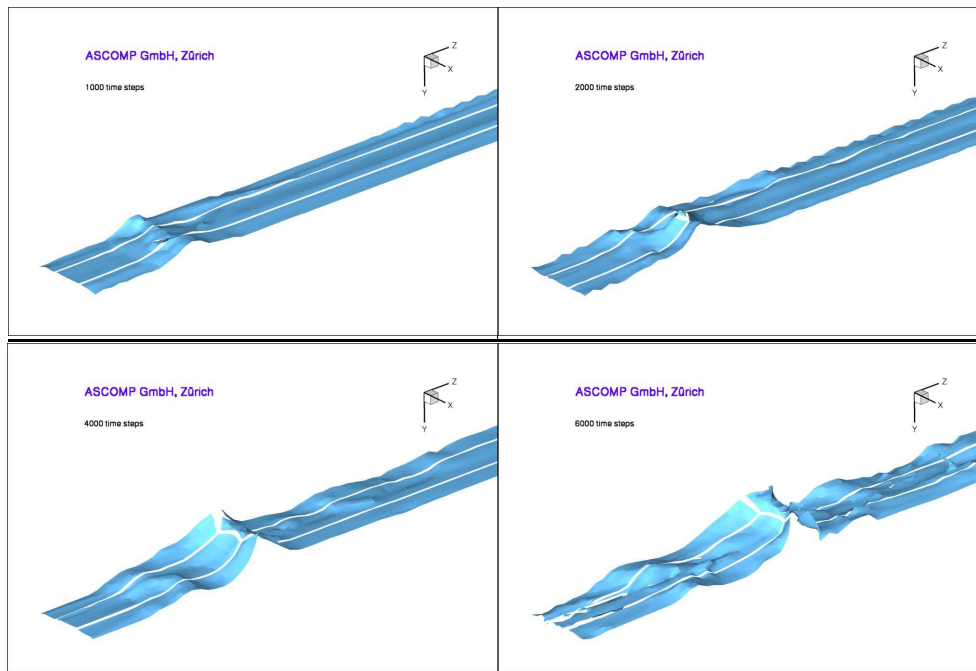 ASCOMP GmbH, Zürich
Z
X
Y
1000 time steps
ASCOMP GmbH, Zürich
Z
X
Y
2000 time steps
ASCOMP GmbH, Zürich
Z
X
Y
4000 time steps
ASCOMP GmbH, Zürich
Z
X
Y
6000 time steps